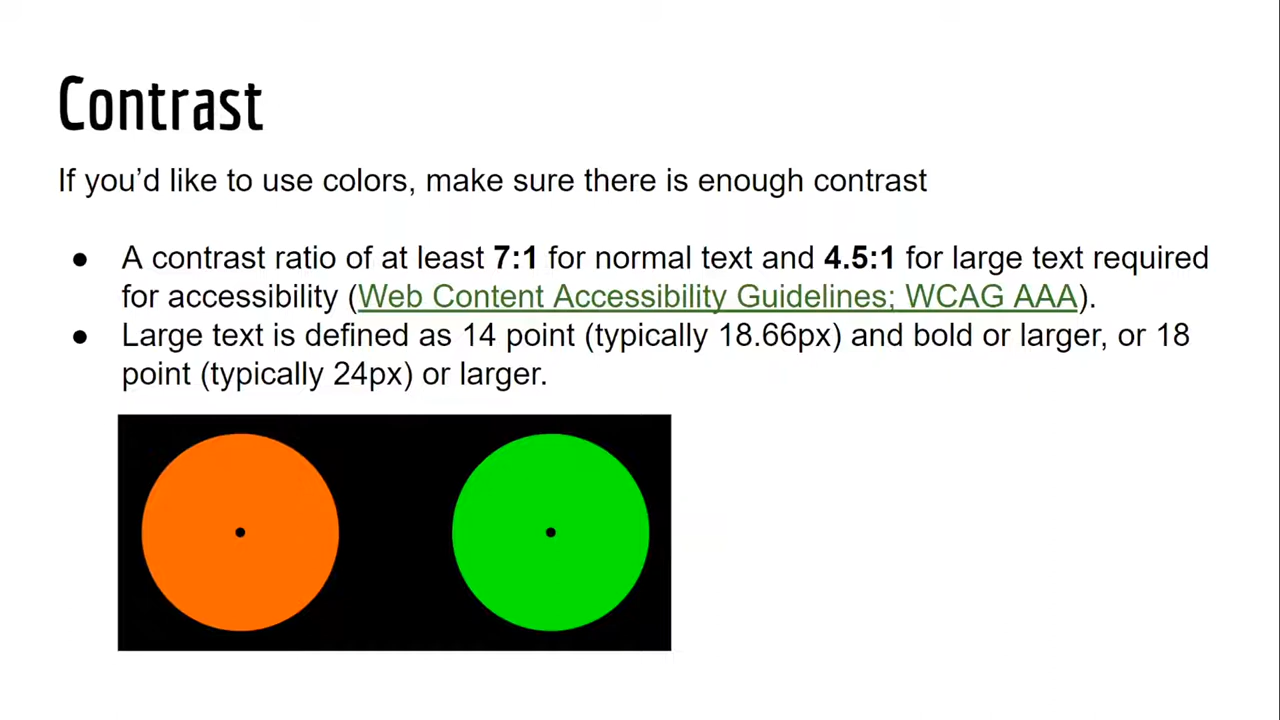 Contrast
If you’d like to use colors, make sure there is enough contrast
● A contrast ratio of at least 7:1 for normal text and 4.5:1 for large text required
for accessibility (Web Content Accessibility Guidelines; WCAG AAA).
● Large text is defined as 14 point (typically 18.66px) and bold or larger, or 18
point (typically 24px) or larger.